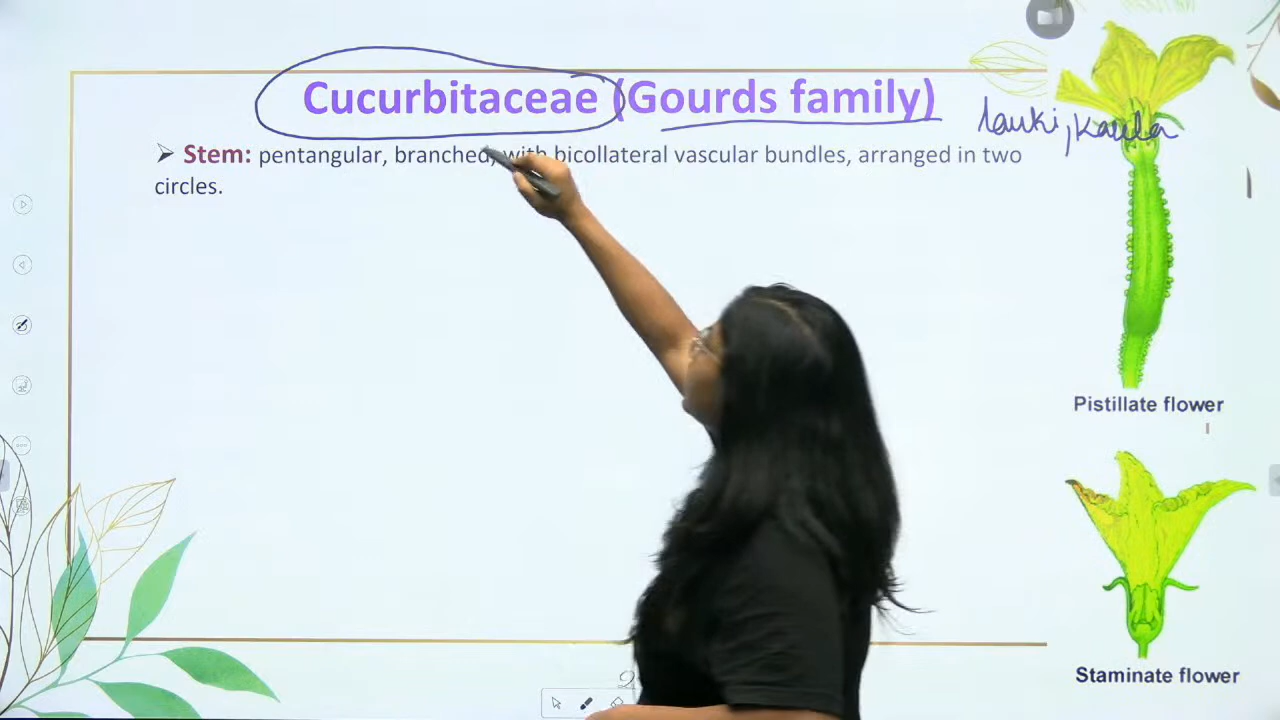 Cucurbitaceae (Gourds family)
lauki, Karela
➢ Stem: pentangular, branched, with bicollateral vascular bundles, arranged in two
circles.
Pistillate flower
Staminate flower